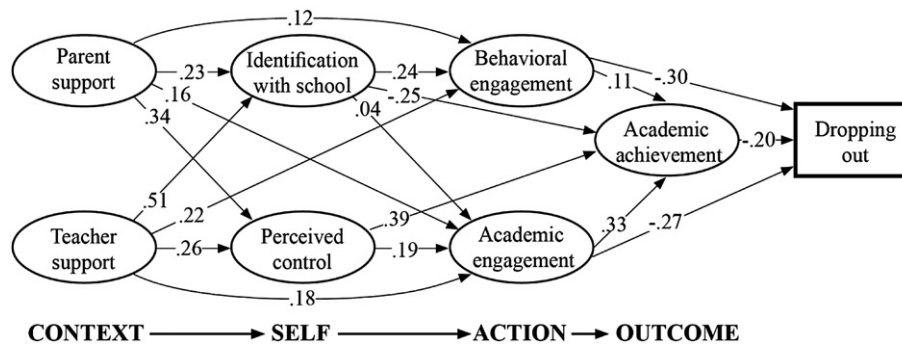 .12
Parent
support
.23
Identification
with school
.24
Behavioral
engagement
-.30
.11
.16
-.25
.04
.34
Academic
achievement
-.20
Dropping
out
.51
.22
.39
.33
-.27
Teacher
support
.26
Perceived
control
.19
Academic
engagement
.18
CONTEXT SELF ACTION OUTCOME